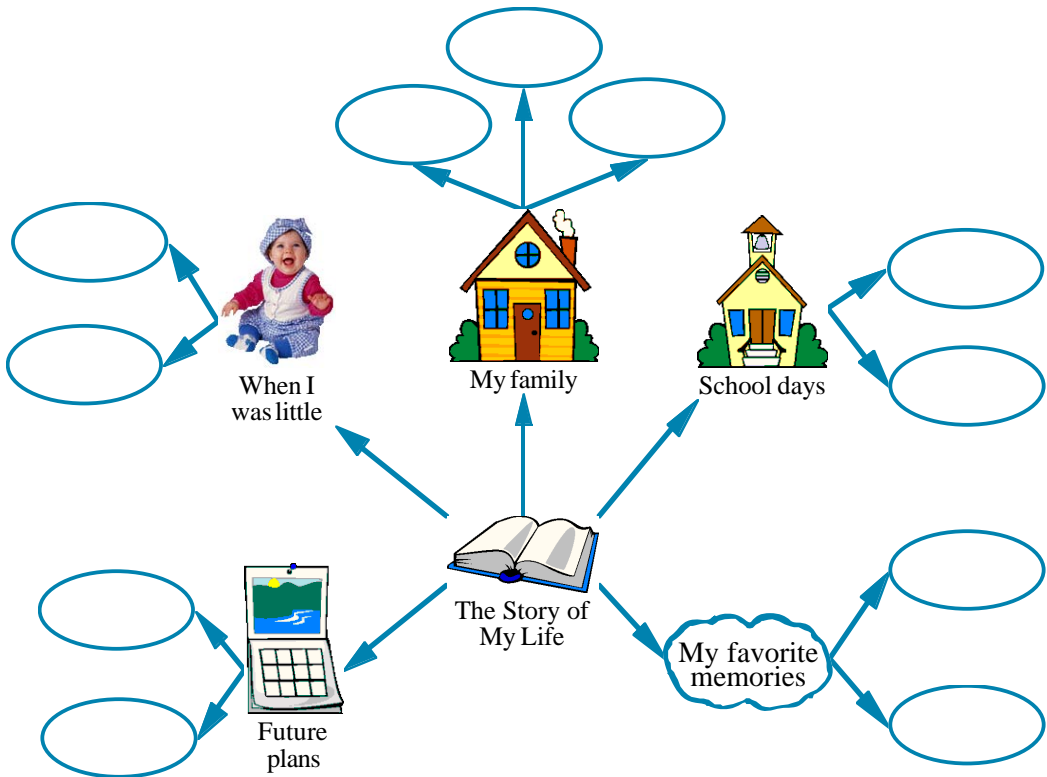 When I
was little
My family
School days
The Story of
My Life
My favorite
memories
Future
plans